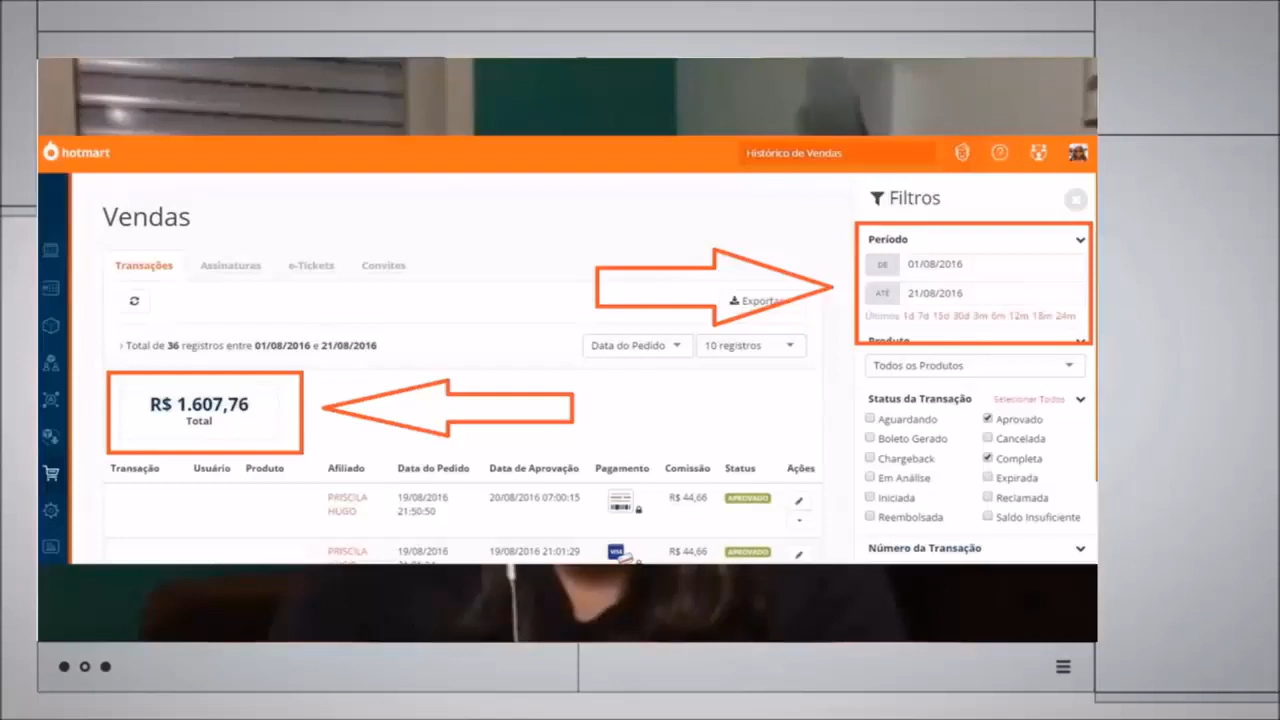 hotmart
Histórico de Vendas
Vendas
Transações Assinaturas e-Tickets Convites
Exportar
› Total de 36 registros entre 01/08/2016 e 21/08/2016
Data do Pedido
10 registros
R$ 1.607,76
Total
Transação Usuário Produto Afiliado Data do Pedido Data de Aprovação Pagamento Comissão Status Ações
PRISCILA 19/08/2016 20/08/2016 07:00:15 R$ 44,66 APROVADO
HUGO 21:50:50
PRISCILA 19/08/2016 19/08/2016 21:01:29 VISA R$ 44,66 APROVADO
Filtros
Período
DE 01/08/2016
ATÉ 21/08/2016
Últimos 1d 7d 15d 30d 3m 6m 12m 18m 24m
Produto
Todos os Produtos
Status da Transação Selecionar Todos
Aguardando Aprovado
Boleto Gerado Cancelada
Chargeback Completa
Em Análise Expirada
Iniciada Reclamada
Reembolsada Saldo Insuficiente
Número da Transação